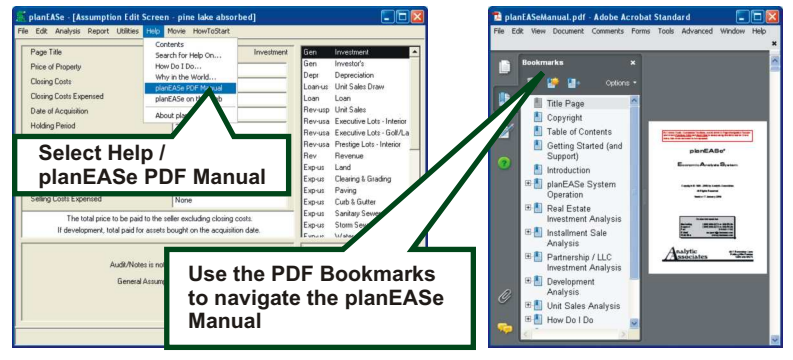 planEASe - [Assumption Edit Screen - pine lake absorbed]
File Edit Analysis Report Utilities Help Movie HowToStart
Contents
Search for Help On...
How Do I Do...
Why in the World...
planEASe PDF Manual
planEASe on the
About
Page Title
Price of Property
Closing Costs
Closing Costs Expensed
Date of Acquisition
Holding Period
Selling Costs Expensed
None
Investment
Gen Investment
Gen Investor's
Depr Depreciation
Loan-us Unit Sales Draw
Loan Loan
Rev-usp Unit Sales
Rev-usa Executive Lots - Interior
Rev-usa Executive Lots - Golf/La
Rev-usa Prestige Lots - Interior
Rev Revenue
Exp-us Land
Exp-us Clearing & Grading
Exp-us Paving
Exp-us Curb & Gutter
Exp-us Sanitary Sewer
Exp-us Storm
The total price to be paid to the seller excluding closing costs.
If development, total paid for assets bought on the acquisition date.
Audit/Notes is
General
Select Help /
planEASe PDF Manual
Use the PDF Bookmarks
to navigate the planEASe
Manual
planEASeManual.pdf - Adobe Acrobat Standard
File Edit View Document Comments Forms Tools Advanced Window Help
Bookmarks
Options
Title Page
Copyright
Table of Contents
Getting Started (and
Support)
Introduction
planEASe System
Operation
Real Estate
Investment Analysis
Installment Sale
Analysis
Partnership / LLC
Investment Analysis
Development
Analysis
Unit Sales Analysis
How Do I Do
planEASe®
Economic Analysis System
Analytic
Associates